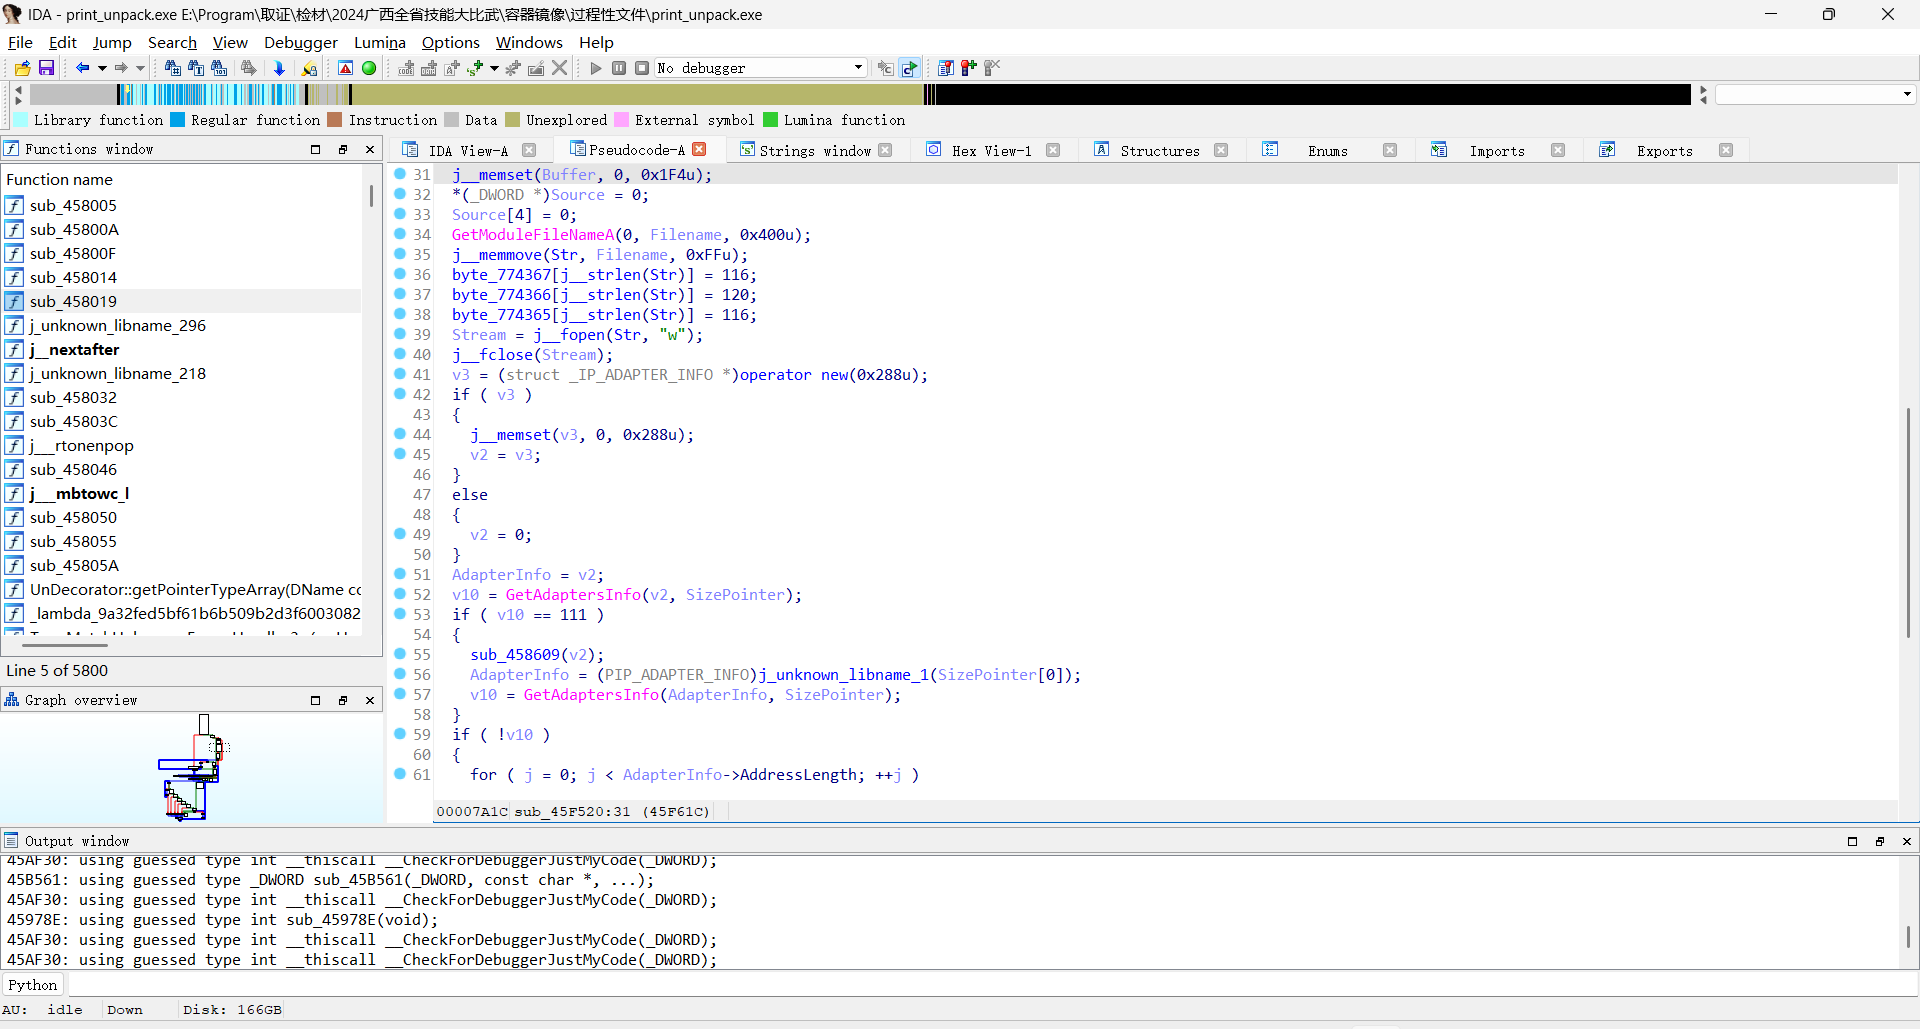 IDA - print_unpack.exe E:\Program\取证\检材\2024广西全省技能大比武\容器镜像\过程性文件\print_unpack.exe
File Edit Jump Search View Debugger Lumina Options Windows Help
No debugger
Library function Regular function Instruction Data Unexplored External symbol Lumina function
Functions window
Function name
sub_458005
sub_45800A
sub_45800F
sub_458014
sub_458019
j_unknown_libname_296
j__nextafter
j_unknown_libname_218
sub_458032
sub_45803C
j___rtonenpop
sub_458046
j___mbtowc_l
sub_458050
sub_458055
sub_45805A
UnDecorator::getPointerTypeArray(DName cc
_lambda_9a32fed5bf61b6b509b2d3f6003082
Line 5 of 5800
Graph overview
IDA View-A Pseudocode-A Strings window Hex View-1 Structures Enums Imports Exports
31 j__memset(Buffer, 0, 0x1F4u);
32 *(_DWORD *)Source = 0;
33 Source[4] = 0;
34 GetModuleFileNameA(0, Filename, 0x400u);
35 j__memmove(Str, Filename, 0xFFu);
36 byte_774367[j__strlen(Str)] = 116;
37 byte_774366[j__strlen(Str)] = 120;
38 byte_774365[j__strlen(Str)] = 116;
39 Stream = j__fopen(Str, "w");
40 j__fclose(Stream);
41 v3 = (struct _IP_ADAPTER_INFO *)operator new(0x288u);
42 if ( v3 )
43 {
44 j__memset(v3, 0, 0x288u);
45 v2 = v3;
46 }
47 else
48 {
49 v2 = 0;
50 }
51 AdapterInfo = v2;
52 v10 = GetAdaptersInfo(v2, SizePointer);
53 if ( v10 == 111 )
54 {
55 sub_458609(v2);
56 AdapterInfo = (PIP_ADAPTER_INFO)j_unknown_libname_1(SizePointer[0]);
57 v10 = GetAdaptersInfo(AdapterInfo, SizePointer);
58 }
59 if ( !v10 )
60 {
61 for ( j = 0; j < AdapterInfo->AddressLength; ++j )
00007A1C sub_45F520:31 (45F61C)
Output window
45AF30: using guessed type int __thiscall __CheckForDebuggerJustMyCode(_DWORD);
45B561: using guessed type _DWORD sub_45B561(_DWORD, const char *, ...);
45AF30: using guessed type int __thiscall __CheckForDebuggerJustMyCode(_DWORD);
45978E: using guessed type int sub_45978E(void);
45AF30: using guessed type int __thiscall __CheckForDebuggerJustMyCode(_DWORD);
45AF30: using guessed type int __thiscall __CheckForDebuggerJustMyCode(_DWORD);
Python
AU: idle Down Disk: 166GB